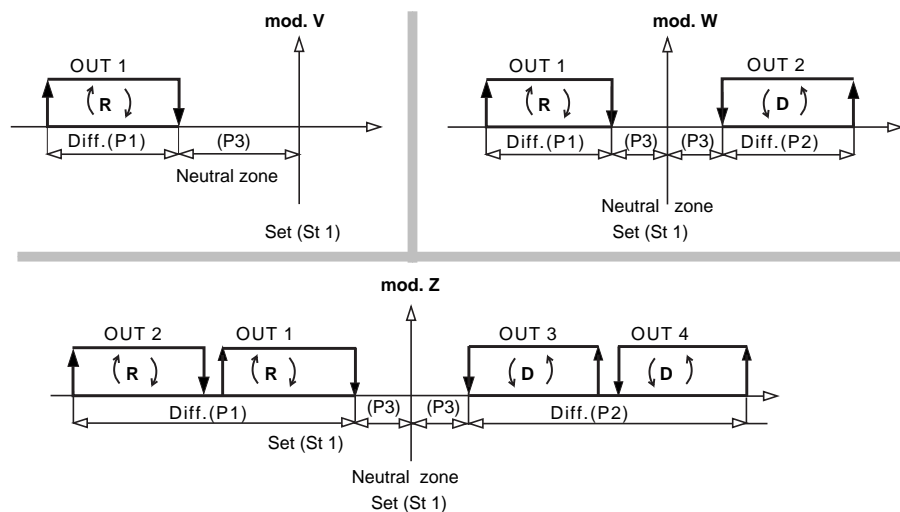 mod. V
OUT 1
R
Diff.(P1)
(P3)
Neutral zone
Set (St 1)
mod. W
OUT 1
OUT 2
R
D
Diff.(P1)
(P3)
(P3)
Diff.(P2)
Neutral zone
Set (St 1)
mod. Z
OUT 2
OUT 1
OUT 3
OUT 4
R
R
D
D
Diff.(P1)
(P3)
(P3)
Diff.(P2)
Set (St 1)
Neutral zone
Set (St 1)